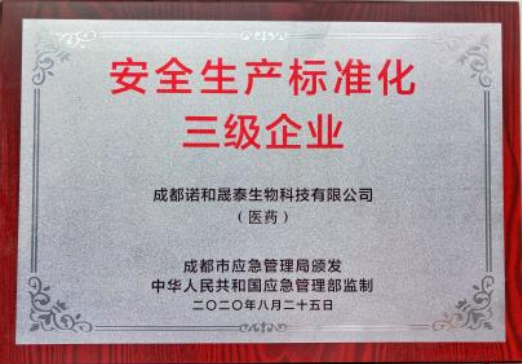 安全生产标准化
三级企业
成都诺和晟泰生物科技有限公司
（医药）
成都市应急管理局颁发
中华人民共和国应急管理部监制
二〇二〇年八月二十五日